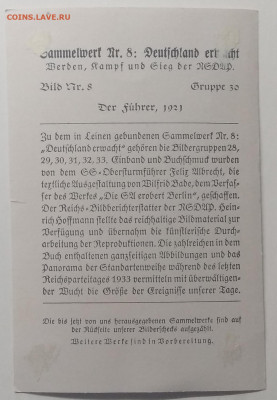 СОИНС.LAVE.RU
Sammelwerk Nr. 8: Deutschland erwacht
Werden, Kampf und Sieg der NSDAP.
Bild Nr. 8 Gruppe 30
Der Führer, 1921
Zu dem in Leinen gebundenen Sammelwerk Nr. 8:
„Deutschland erwacht“ gehören die Bildergruppen 28,
29, 30, 31, 32, 33. Einband und Buchschmuck wurden
von dem SS-Obersturmführer Felix Albrecht, die
textliche Ausgestaltung von Wilfrid Bade, dem Verfas-
ser des Werkes „Die SA erobert Berlin“, geschaffen.
Der Reichs-Bildberichterstatter der NSDAP. Hein-
rich Hoffmann stellte das reichhaltige Bildmaterial zur
Verfügung und übernahm die künstlerische Durch-
arbeitung der Reproduktionen. Die zahlreichen in dem
Buch enthaltenen ganzseitigen Abbildungen und das
Panorama der Standartenweihe während des letzten
Reichsparteitages 1933 vermitteln mit überwältigen-
der Wucht die Größe der Ereignisse unserer Tage.
Die bis jetzt von uns herausgegebenen Sammelwerke sind auf
der Rückseite unserer Bilderschecks aufgezählt.
Weitere Werke sind in Vorbereitung.